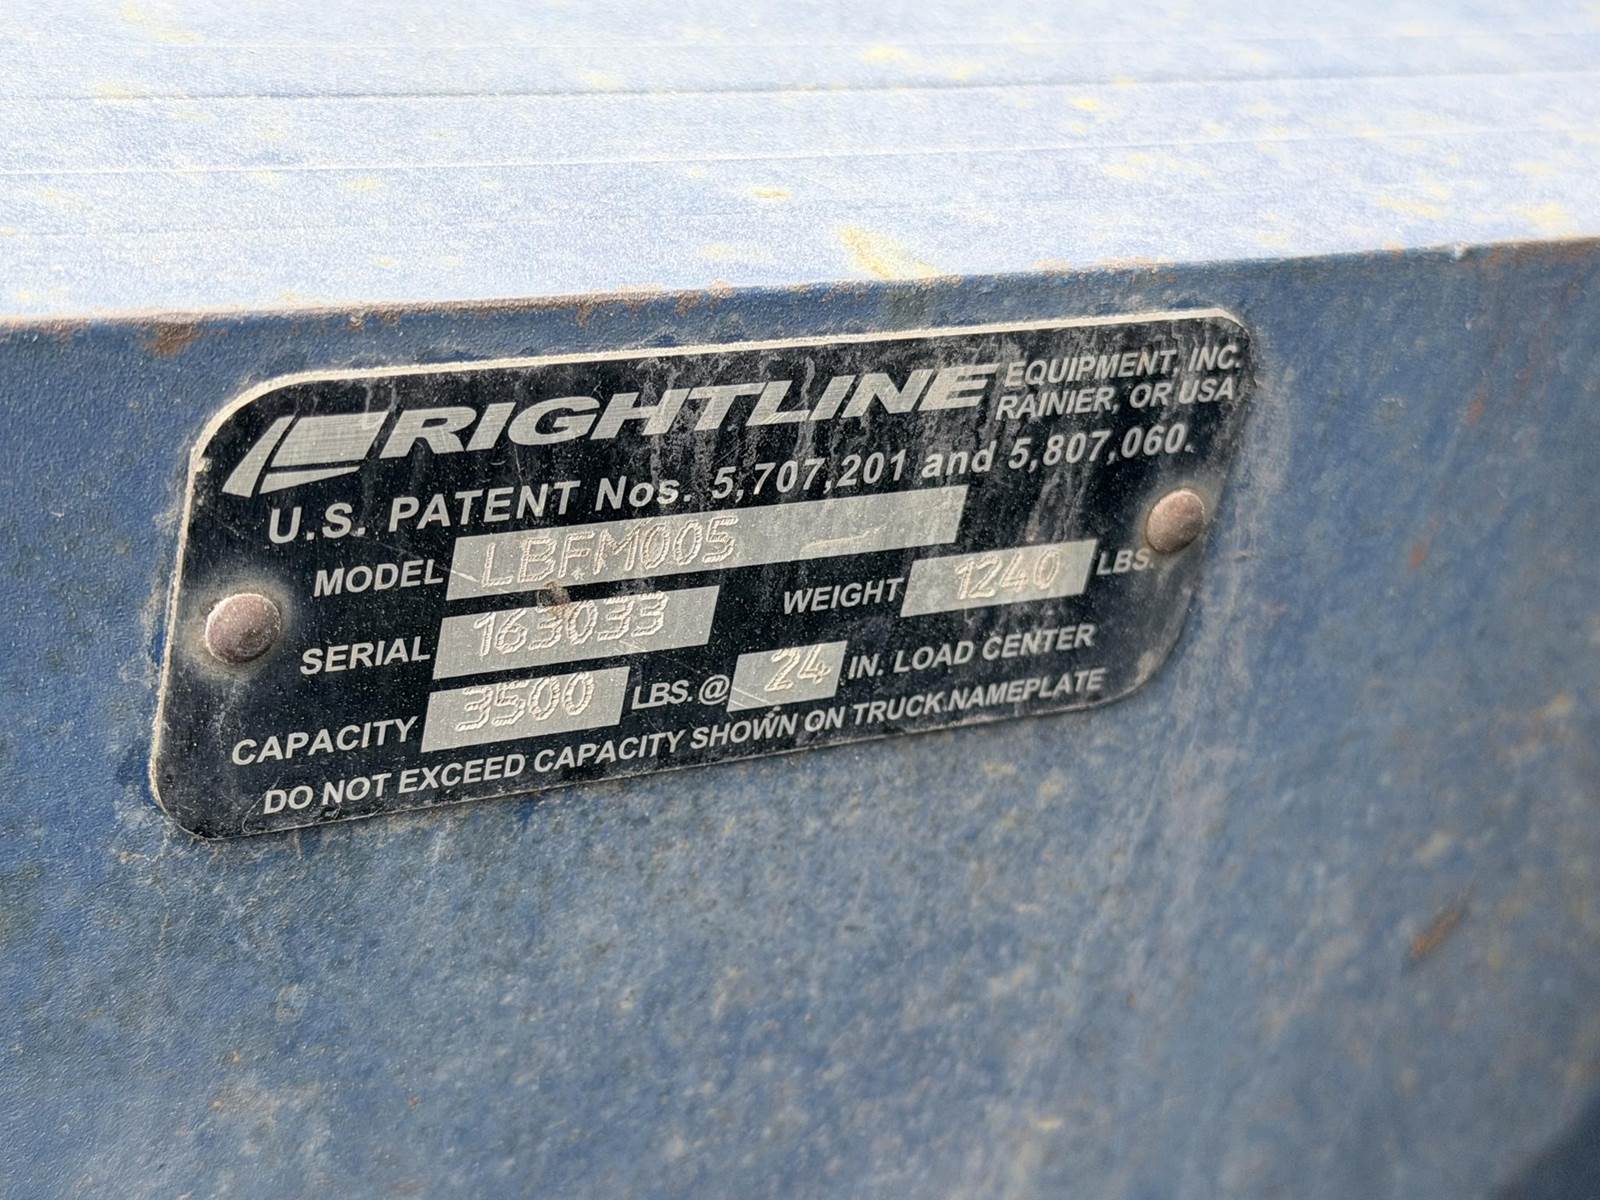 RIGHTLINE EQUIPMENT, INC.
RAINIER, OR USA
U.S. PATENT Nos. 5,707,201 and 5,807,060.
MODEL LBFM005
SERIAL 163033 WEIGHT 1240 LBS.
CAPACITY 3500 LBS. @ 24 IN. LOAD CENTER
DO NOT EXCEED CAPACITY SHOWN ON TRUCK NAMEPLATE